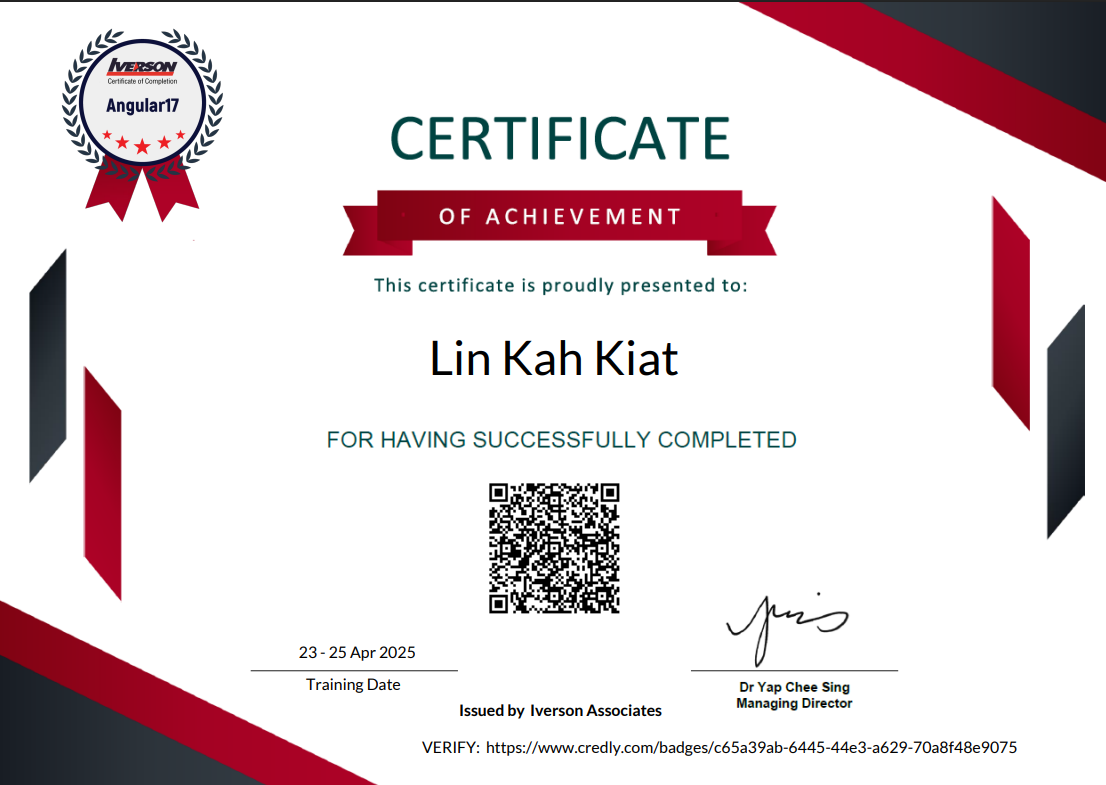 IVERSON
Certificate of Completion
Angular17
CERTIFICATE
OF ACHIEVEMENT
This certificate is proudly presented to:
Lin Kah Kiat
FOR HAVING SUCCESSFULLY COMPLETED
23 - 25 Apr 2025
Training Date
Dr Yap Chee Sing
Managing Director
Issued by Iverson Associates
VERIFY: https://www.credly.com/badges/c65a39ab-6445-44e3-a629-70a8f48e9075